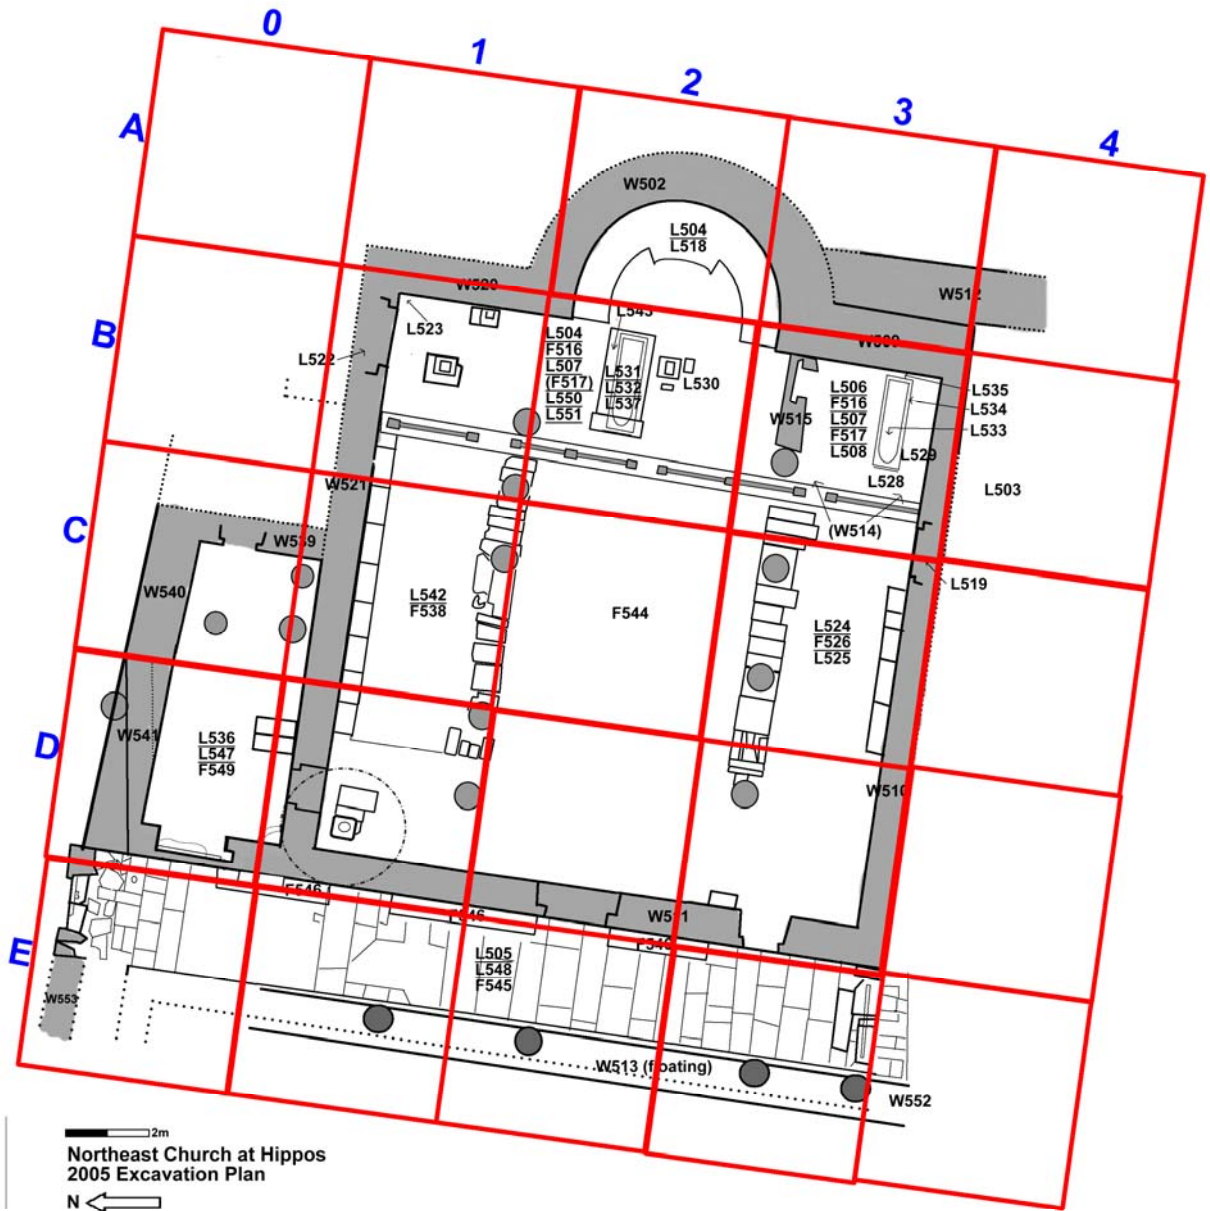 0
1
2
3
4
A
B
C
D
E
W502
L504
L518
W520
W512
W509
L523
L543
L522
L504
F516
L507
(F517)
L550
L551
L531
L532
L537
L530
L506
F516
L507
F517
L508
W515
L535
L534
L533
L529
L528
L503
W521
(W514)
W539
L519
W540
L542
F538
F544
L524
F526
L525
W541
L536
L547
F549
W510
F546
F546
W511
F546
L505
L548
F545
W553
W513 (floating)
W552
2m
Northeast Church at Hippos
2005 Excavation Plan
N